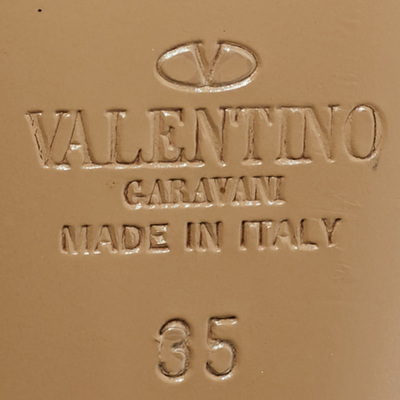 V
VALENTINO
GARAVANI
MADE IN ITALY
35